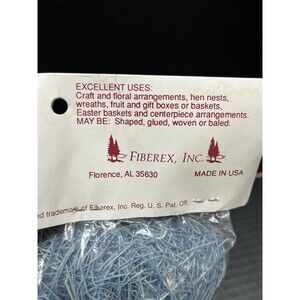 EXCELLENT USES:
Craft and floral arrangements, hen nests,
wreaths, fruit and gift boxes or baskets,
Easter baskets and centerpiece arrangements.
MAY BE: Shaped, glued, woven or baled.
FIBEREX, INC.
Florence, AL 35630 MADE IN USA
trademark of Fiberex, Inc. Reg. U. S. Pat. Off.